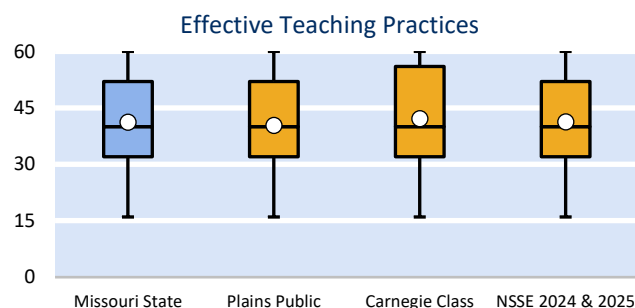 Effective Teaching Practices
60
45
30
15
0
Missouri State
Plains Public
Carnegie Class
NSSE 2024 & 2025